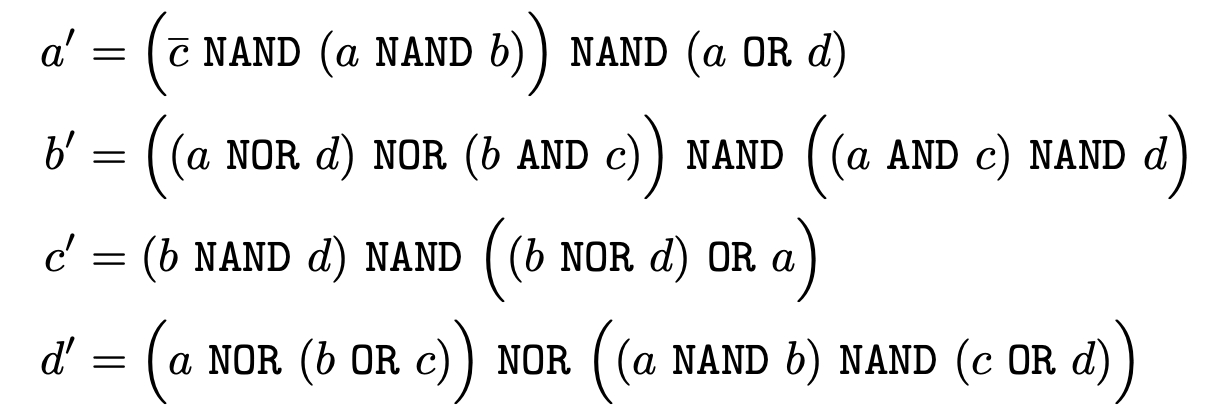 a′ = (c̅ NAND (a NAND b)) NAND (a OR d)
b′ = ((a NOR d) NOR (b AND c)) NAND ((a AND c) NAND d)
c′ = (b NAND d) NAND ((b NOR d) OR a)
d′ = (a NOR (b OR c)) NOR ((a NAND b) NAND (c OR d))